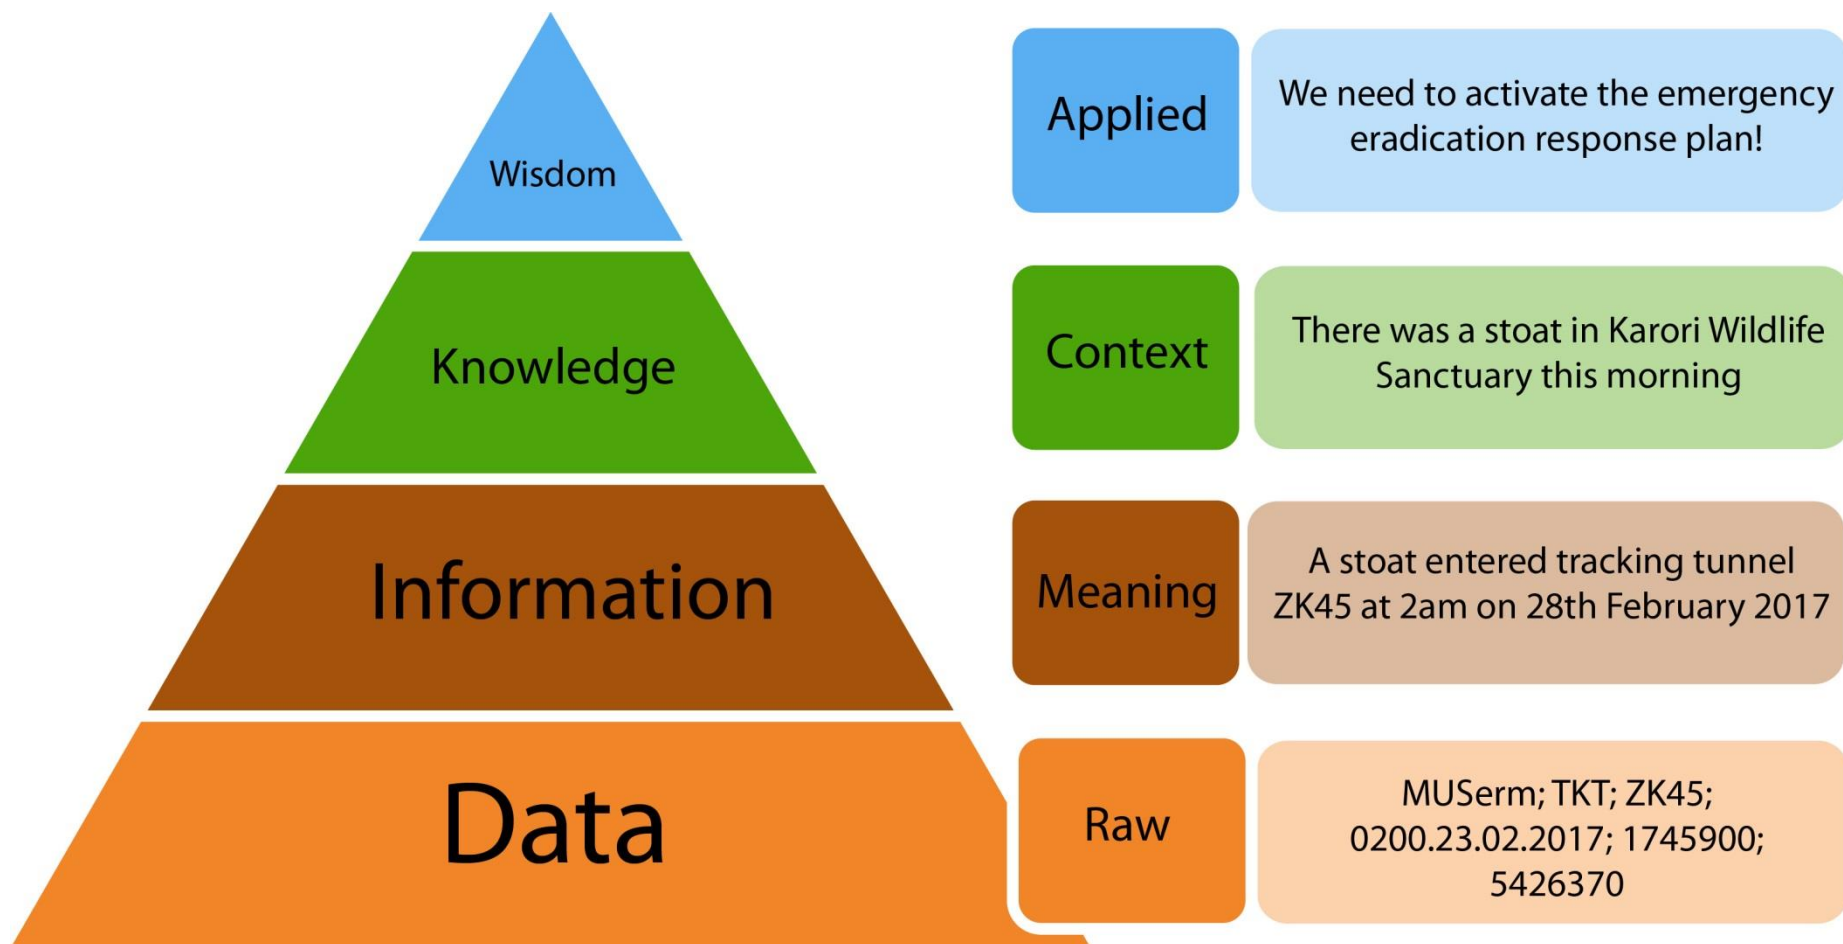 Wisdom
Applied
We need to activate the emergency
eradication response plan!
Knowledge
Context
There was a stoat in Karori Wildlife
Sanctuary this morning
Information
Meaning
A stoat entered tracking tunnel
ZK45 at 2am on 28th February 2017
Data
Raw
MUSerm; TKT; ZK45;
0200.23.02.2017; 1745900;
5426370